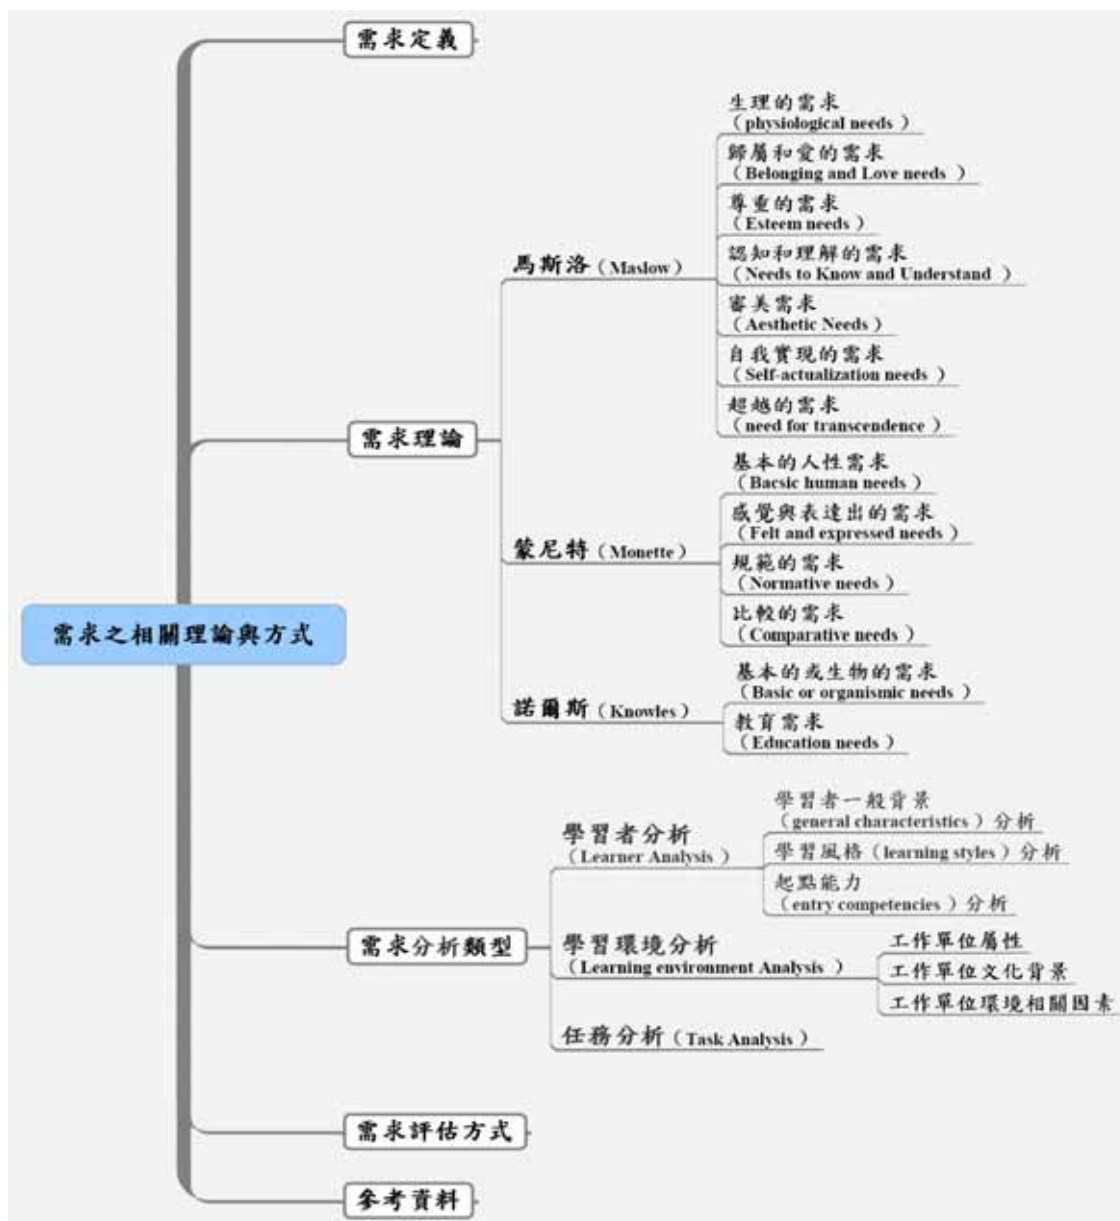 需求定義
生理的需求
（physiological needs）
歸屬和愛的需求
（Belonging and Love needs）
尊重的需求
（Esteem needs）
馬斯洛（Maslow）
認知和理解的需求
（Needs to Know and Understand）
審美需求
（Aesthetic Needs）
自我實現的需求
（Self-actualization needs）
超越的需求
（need for transcendence）
需求理論
基本的人性需求
（Bacsic human needs）
感覺與表達出的需求
（Felt and expressed needs）
蒙尼特（Monette）
規範的需求
（Normative needs）
比較的需求
（Comparative needs）
需求之相關理論與方式
基本的或生物的需求
（Basic or organismic needs）
諾爾斯（Knowles）
教育需求
（Education needs）
學習者分析
（Learner Analysis）
學習者一般背景
（general characteristics）分析
學習風格（learning styles）分析
起點能力
（entry competencies）分析
需求分析類型
學習環境分析
（Learning environment Analysis）
工作單位屬性
工作單位文化背景
工作單位環境相關因素
任務分析（Task Analysis）
需求評估方式
參考資料